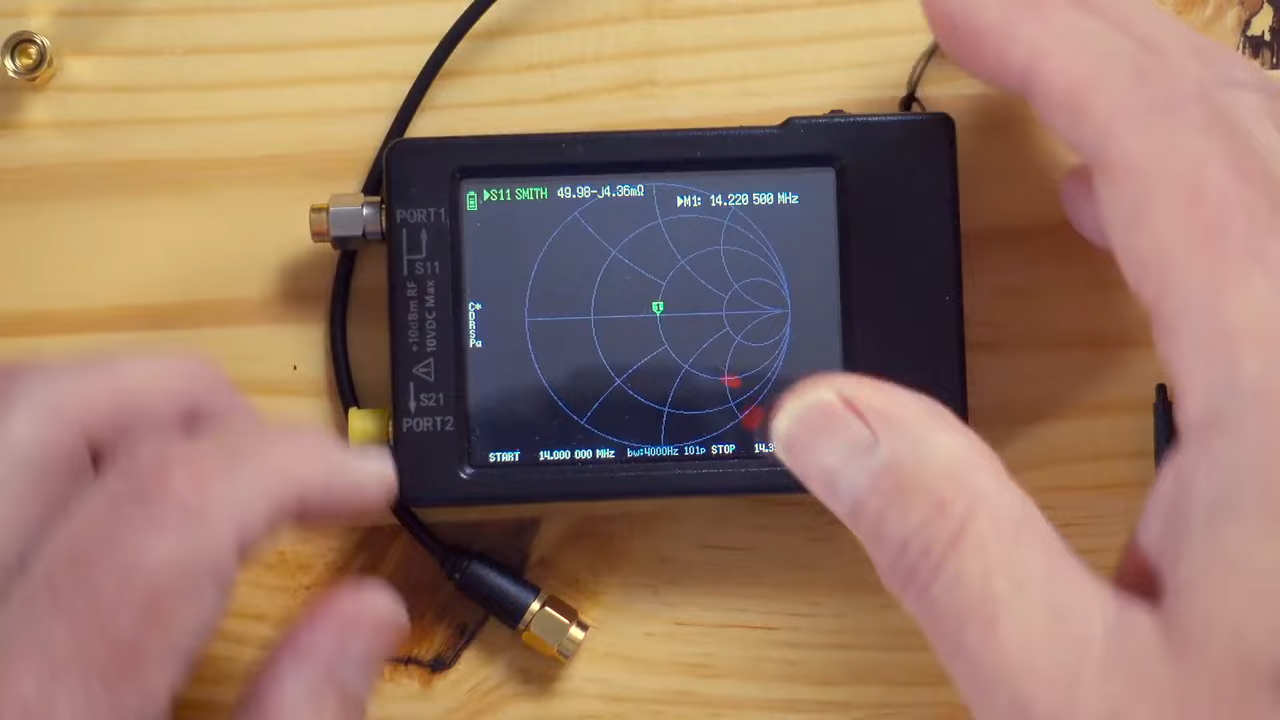 ▶S11 SMITH 49.98-j4.36mΩ
▶M1: 14.220 500 MHz
PORT1
S11
+10dBm RF
10VDC Max
S21
PORT2
C*
D
R
S
Pa
START 14.000 000 MHz bw:4000Hz 101p STOP 14.3